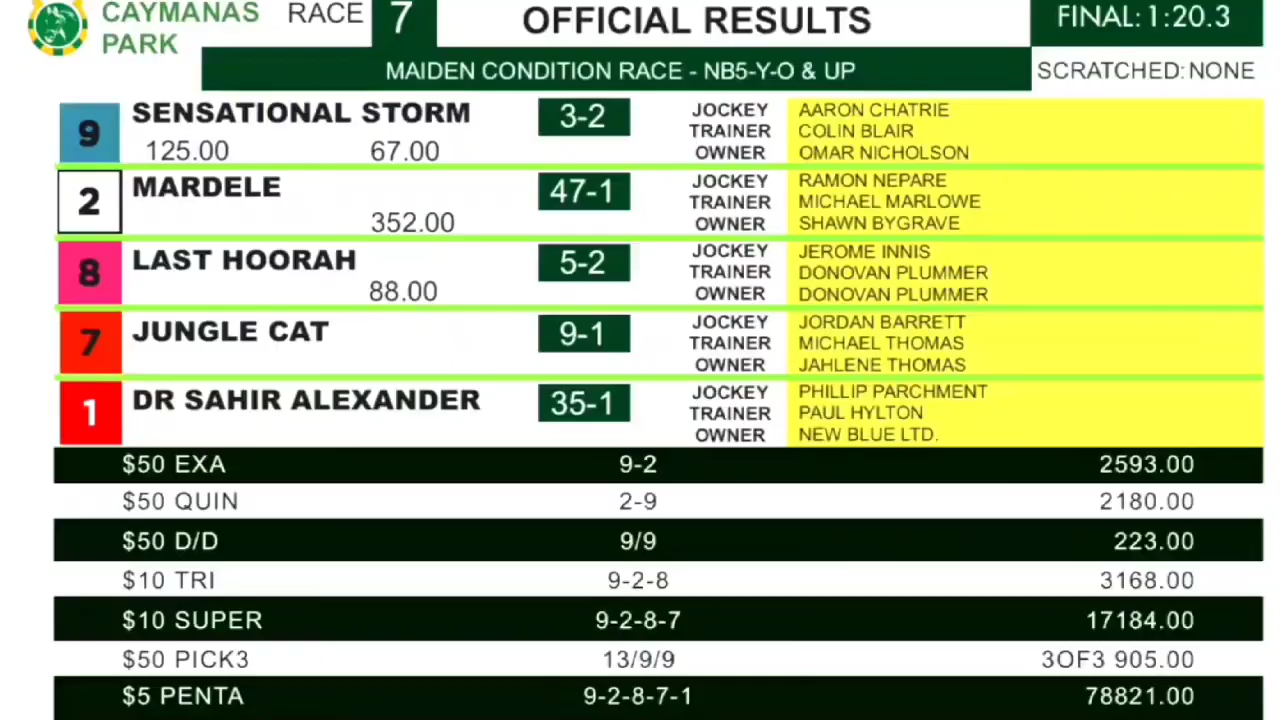 CAYMANAS PARK RACE 7 OFFICIAL RESULTS FINAL: 1:20.3
MAIDEN CONDITION RACE - NB5-Y-O & UP SCRATCHED: NONE
9 SENSATIONAL STORM 3-2 JOCKEY AARON CHATRIE
TRAINER COLIN BLAIR
125.00 67.00 OWNER OMAR NICHOLSON
2 MARDELE 47-1 JOCKEY RAMON NEPARE
TRAINER MICHAEL MARLOWE
352.00 OWNER SHAWN BYGRAVE
8 LAST HOORAH 5-2 JOCKEY JEROME INNIS
TRAINER DONOVAN PLUMMER
88.00 OWNER DONOVAN PLUMMER
7 JUNGLE CAT 9-1 JOCKEY JORDAN BARRETT
TRAINER MICHAEL THOMAS
OWNER JAHLENE THOMAS
1 DR SAHIR ALEXANDER 35-1 JOCKEY PHILLIP PARCHMENT
TRAINER PAUL HYLTON
OWNER NEW BLUE LTD.
$50 EXA 9-2 2593.00
$50 QUIN 2-9 2180.00
$50 D/D 9/9 223.00
$10 TRI 9-2-8 3168.00
$10 SUPER 9-2-8-7 17184.00
$50 PICK3 13/9/9 3OF3 905.00
$5 PENTA 9-2-8-7-1 78821.00